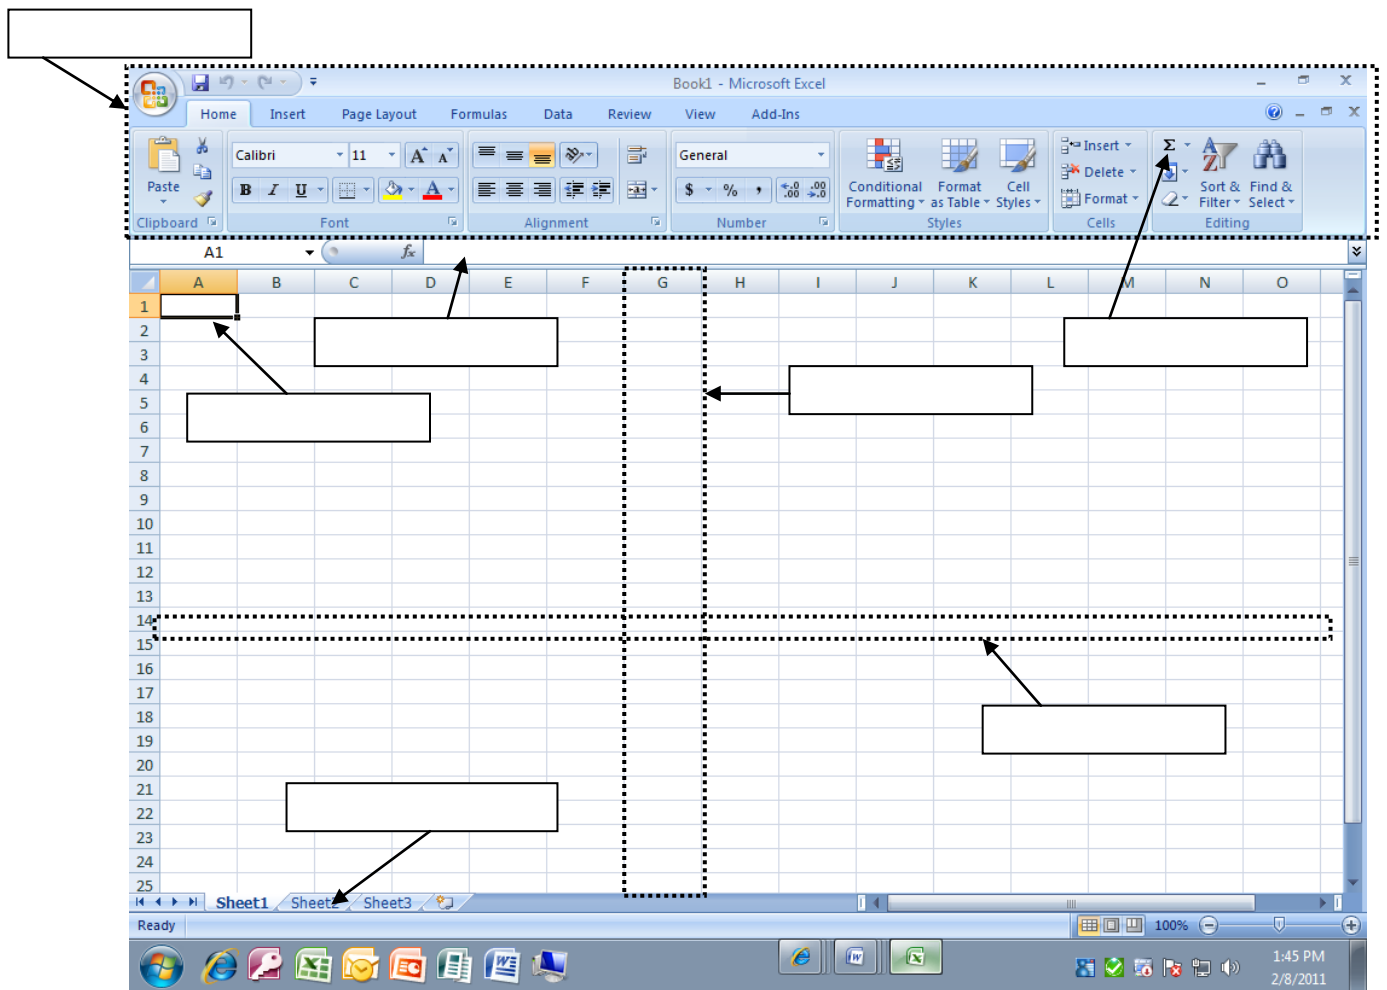 Book1 - Microsoft Excel
Home Insert Page Layout Formulas Data Review View Add-Ins
Calibri 11 A A General Σ Insert
$ % , .0 .00 .00 .0 Delete
Paste B I U A Conditional Formatting Format as Table Cell Styles Format Sort & Filter Find & Select
Clipboard Font Alignment Number Styles Cells Editing
A1 fx
A B C D E F G H I J K L M N O
1
2
3
4
5
6
7
8
9
10
11
12
13
14
15
16
17
18
19
20
21
22
23
24
25
Sheet1 Sheet2 Sheet3
Ready 100%
1:45 PM
2/8/2011